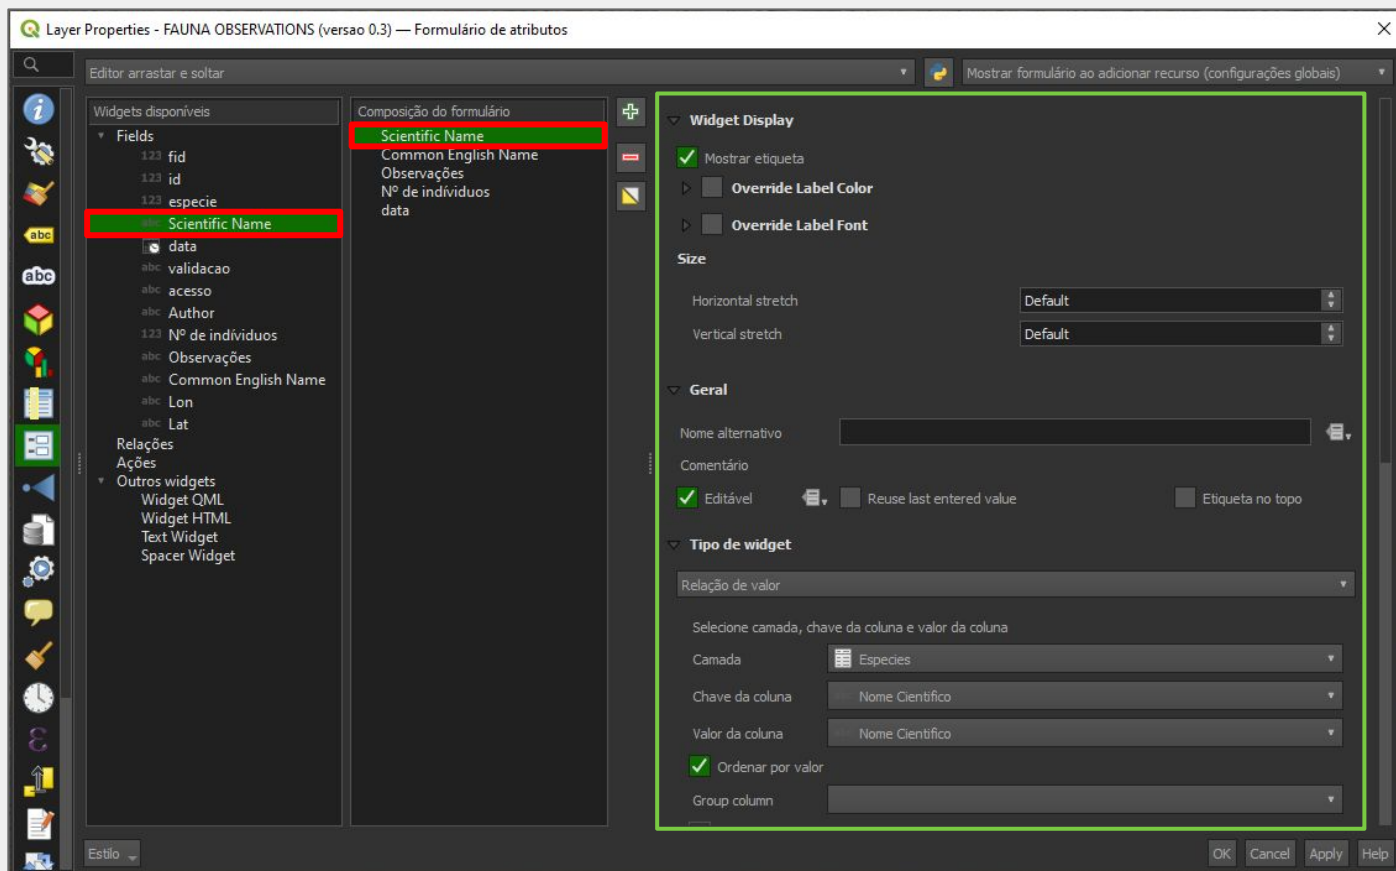 Layer Properties - FAUNA OBSERVATIONS (versao 0.3) — Formulário de atributos
Editor arrastar e soltar
Mostrar formulário ao adicionar recurso (configurações globais)
Widgets disponíveis
Fields
123 fid
123 id
123 especie
abc Scientific Name
data
abc validacao
abc acesso
abc Author
123 Nº de indíviduos
abc Observações
abc Common English Name
abc Lon
abc Lat
Relações
Ações
Outros widgets
Widget QML
Widget HTML
Text Widget
Spacer Widget
Composição do formulário
Scientific Name
Common English Name
Observações
Nº de indíviduos
data
Widget Display
Mostrar etiqueta
Override Label Color
Override Label Font
Size
Horizontal stretch Default
Vertical stretch Default
Geral
Nome alternativo
Comentário
Editável Reuse last entered value Etiqueta no topo
Tipo de widget
Relação de valor
Selecione camada, chave da coluna e valor da coluna
Camada Especies
Chave da coluna Nome Cientifico
Valor da coluna Nome Cientifico
Ordenar por valor
Group column
abc
abc
Estilo
OK Cancel Apply Help